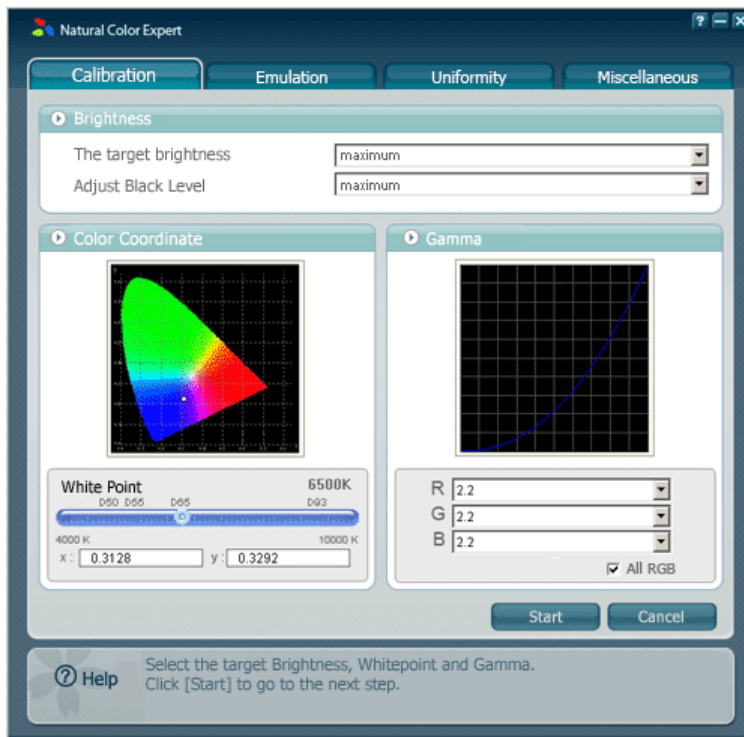 Natural Color Expert
Calibration Emulation Uniformity Miscellaneous
Brightness
The target brightness maximum
Adjust Black Level maximum
Color Coordinate
White Point 6500K
D50 D55 D65 D93
4000 K 10000 K
x : 0.3128 y : 0.3292
Gamma
R 2.2
G 2.2
B 2.2
All RGB
Start Cancel
? Help
Select the target Brightness, Whitepoint and Gamma.
Click [Start] to go to the next step.